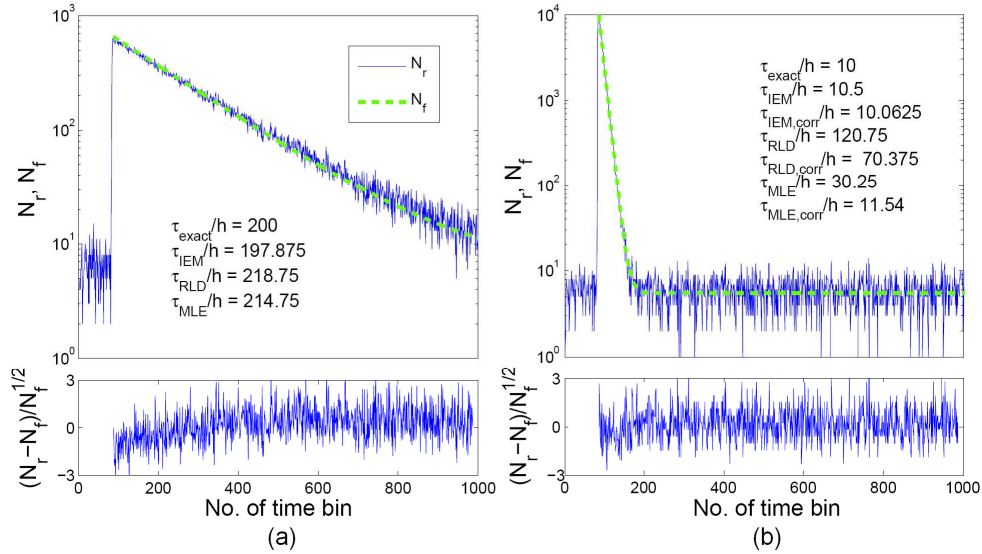 10³
10²
10¹
10⁰
N_r, N_f
N_r
N_f
τ_exact/h = 200
τ_IEM/h = 197.875
τ_RLD/h = 218.75
τ_MLE/h = 214.75
3
0
−3
(N_r−N_f)/N_f^1/2
0 200 400 600 800 1000
No. of time bin
(a)
10⁴
10³
10²
10¹
10⁰
N_r, N_f
τ_exact/h = 10
τ_IEM/h = 10.5
τ_IEM,corr/h = 10.0625
τ_RLD/h = 120.75
τ_RLD,corr/h = 70.375
τ_MLE/h = 30.25
τ_MLE,corr/h = 11.54
3
0
−3
(N_r−N_f)/N_f^1/2
0 200 400 600 800 1000
No. of time bin
(b)